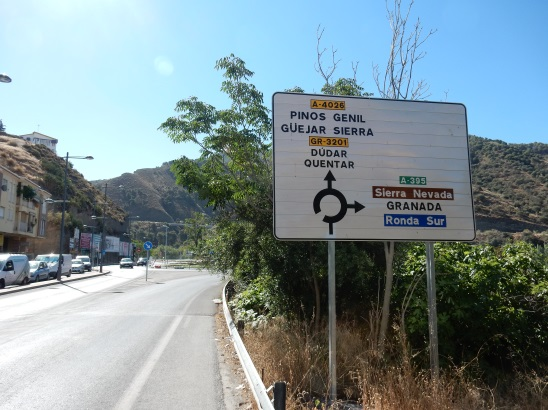 A-4026
PINOS GENIL
GÜEJAR SIERRA
GR-3201
DÚDAR
QUENTAR
A-395
Sierra Nevada
GRANADA
Ronda Sur